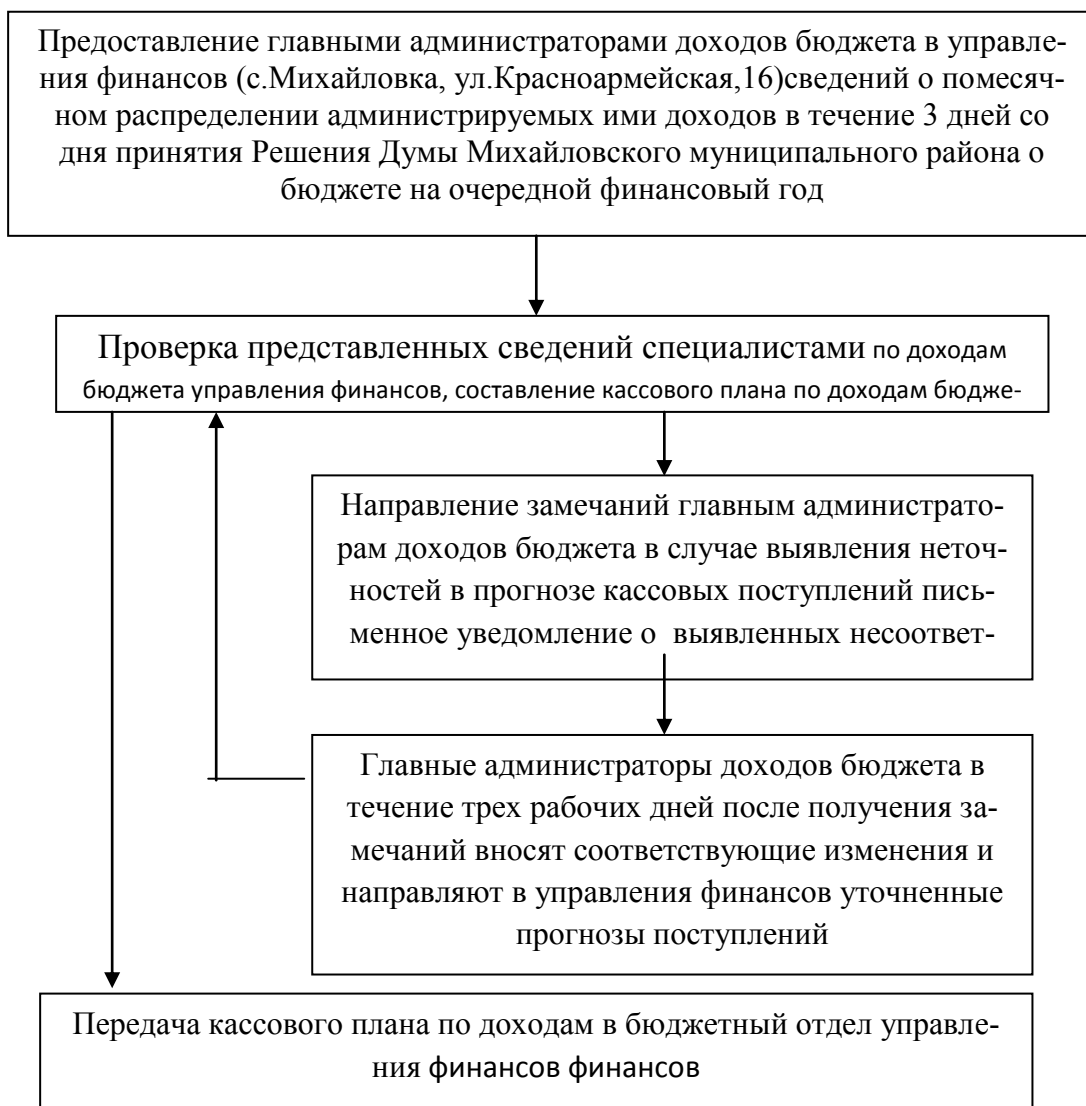 Предоставление главными администраторами доходов бюджета в управле-
ния финансов (с.Михайловка, ул.Красноармейская,16)сведений о помесяч-
ном распределении администрируемых ими доходов в течение 3 дней со
дня принятия Решения Думы Михайловского муниципального района о
бюджете на очередной финансовый год
Проверка представленных сведений специалистами по доходам
бюджета управления финансов, составление кассового плана по доходам бюдже-
Направление замечаний главным администрато-
рам доходов бюджета в случае выявления неточ-
ностей в прогнозе кассовых поступлений пись-
менное уведомление о выявленных несоответ-
Главные администраторы доходов бюджета в
течение трех рабочих дней после получения за-
мечаний вносят соответствующие изменения и
направляют в управления финансов уточненные
прогнозы поступлений
Передача кассового плана по доходам в бюджетный отдел управле-
ния финансов финансов